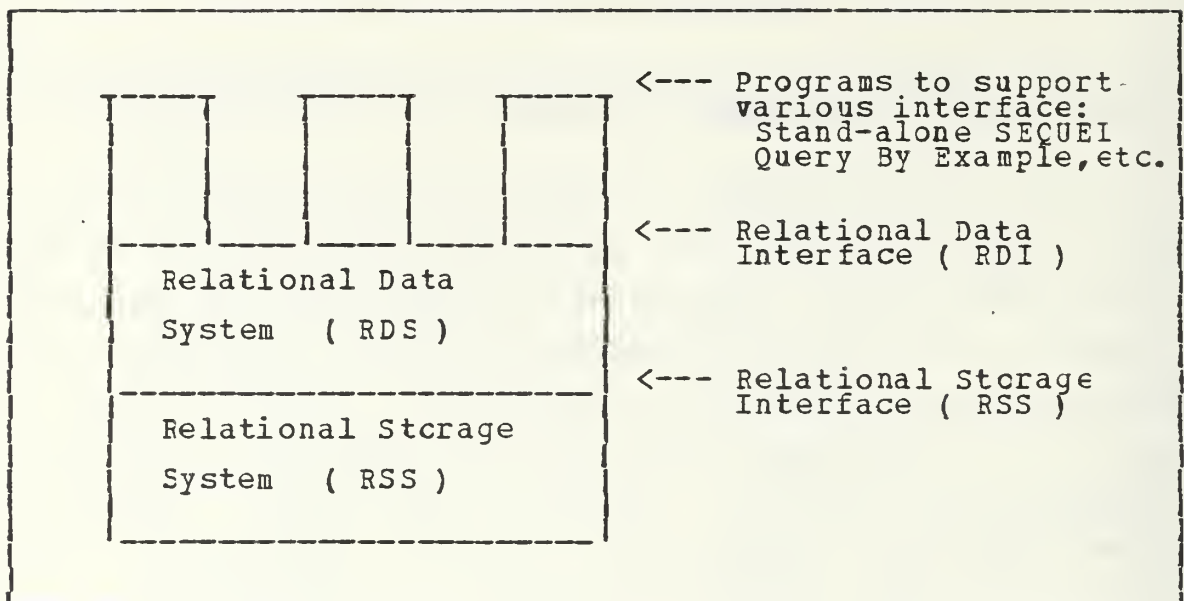 <--- Programs to support
various interface:
Stand-alone SEQUEI
Query By Example,etc.
<--- Relational Data
Interface ( RDI )
Relational Data
System ( RDS )
<--- Relational Storage
Interface ( RSS )
Relational Storage
System ( RSS )